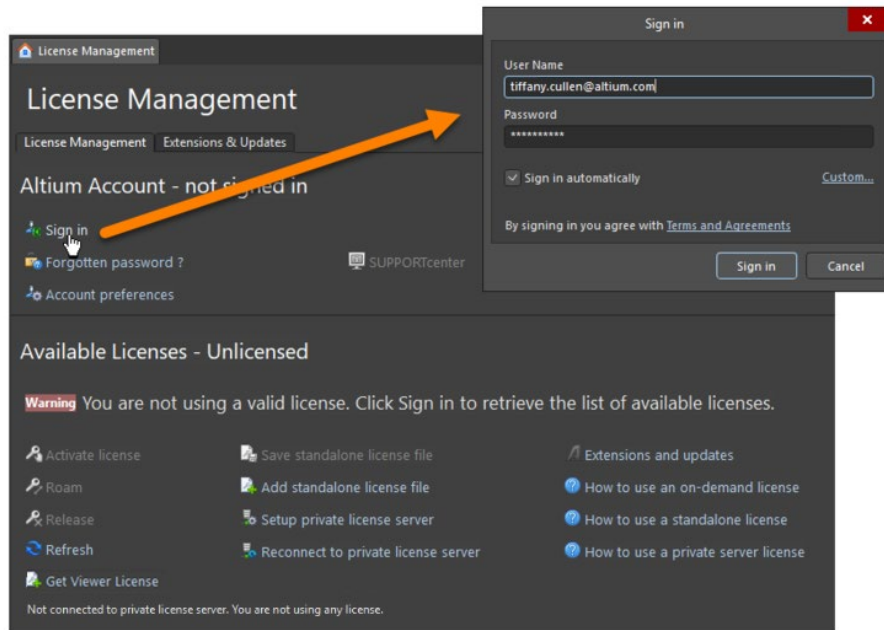 License Management
License Management
License Management Extensions & Updates
Altium Account - not signed in
Sign in
Forgotten password ?
SUPPORTcenter
Account preferences
Sign in
User Name
tiffany.cullen@altium.com
Password
**********
Sign in automatically
Custom...
By signing in you agree with Terms and Agreements
Sign in Cancel
Available Licenses - Unlicensed
Warning You are not using a valid license. Click Sign in to retrieve the list of available licenses.
Activate license
Save standalone license file
Extensions and updates
Roam
Add standalone license file
How to use an on-demand license
Release
Setup private license server
How to use a standalone license
Refresh
Reconnect to private license server
How to use a private server license
Get Viewer License
Not connected to private license server. You are not using any license.